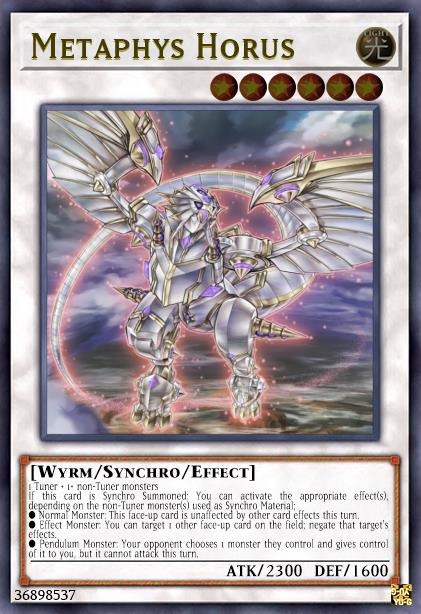 METAPHYS HORUS
LIGHT
光
[WYRM/SYNCHRO/EFFECT]
1 Tuner + 1+ non-Tuner monsters
If this card is Synchro Summoned: You can activate the appropriate effect(s),
depending on the non-Tuner monster(s) used as Synchro Material;
● Normal Monster: This face-up card is unaffected by other card effects this turn.
● Effect Monster: You can target 1 other face-up card on the field; negate that target's
effects.
● Pendulum Monster: Your opponent chooses 1 monster they control and gives control
of it to you, but it cannot attack this turn.
ATK/2300 DEF/1600
36898537